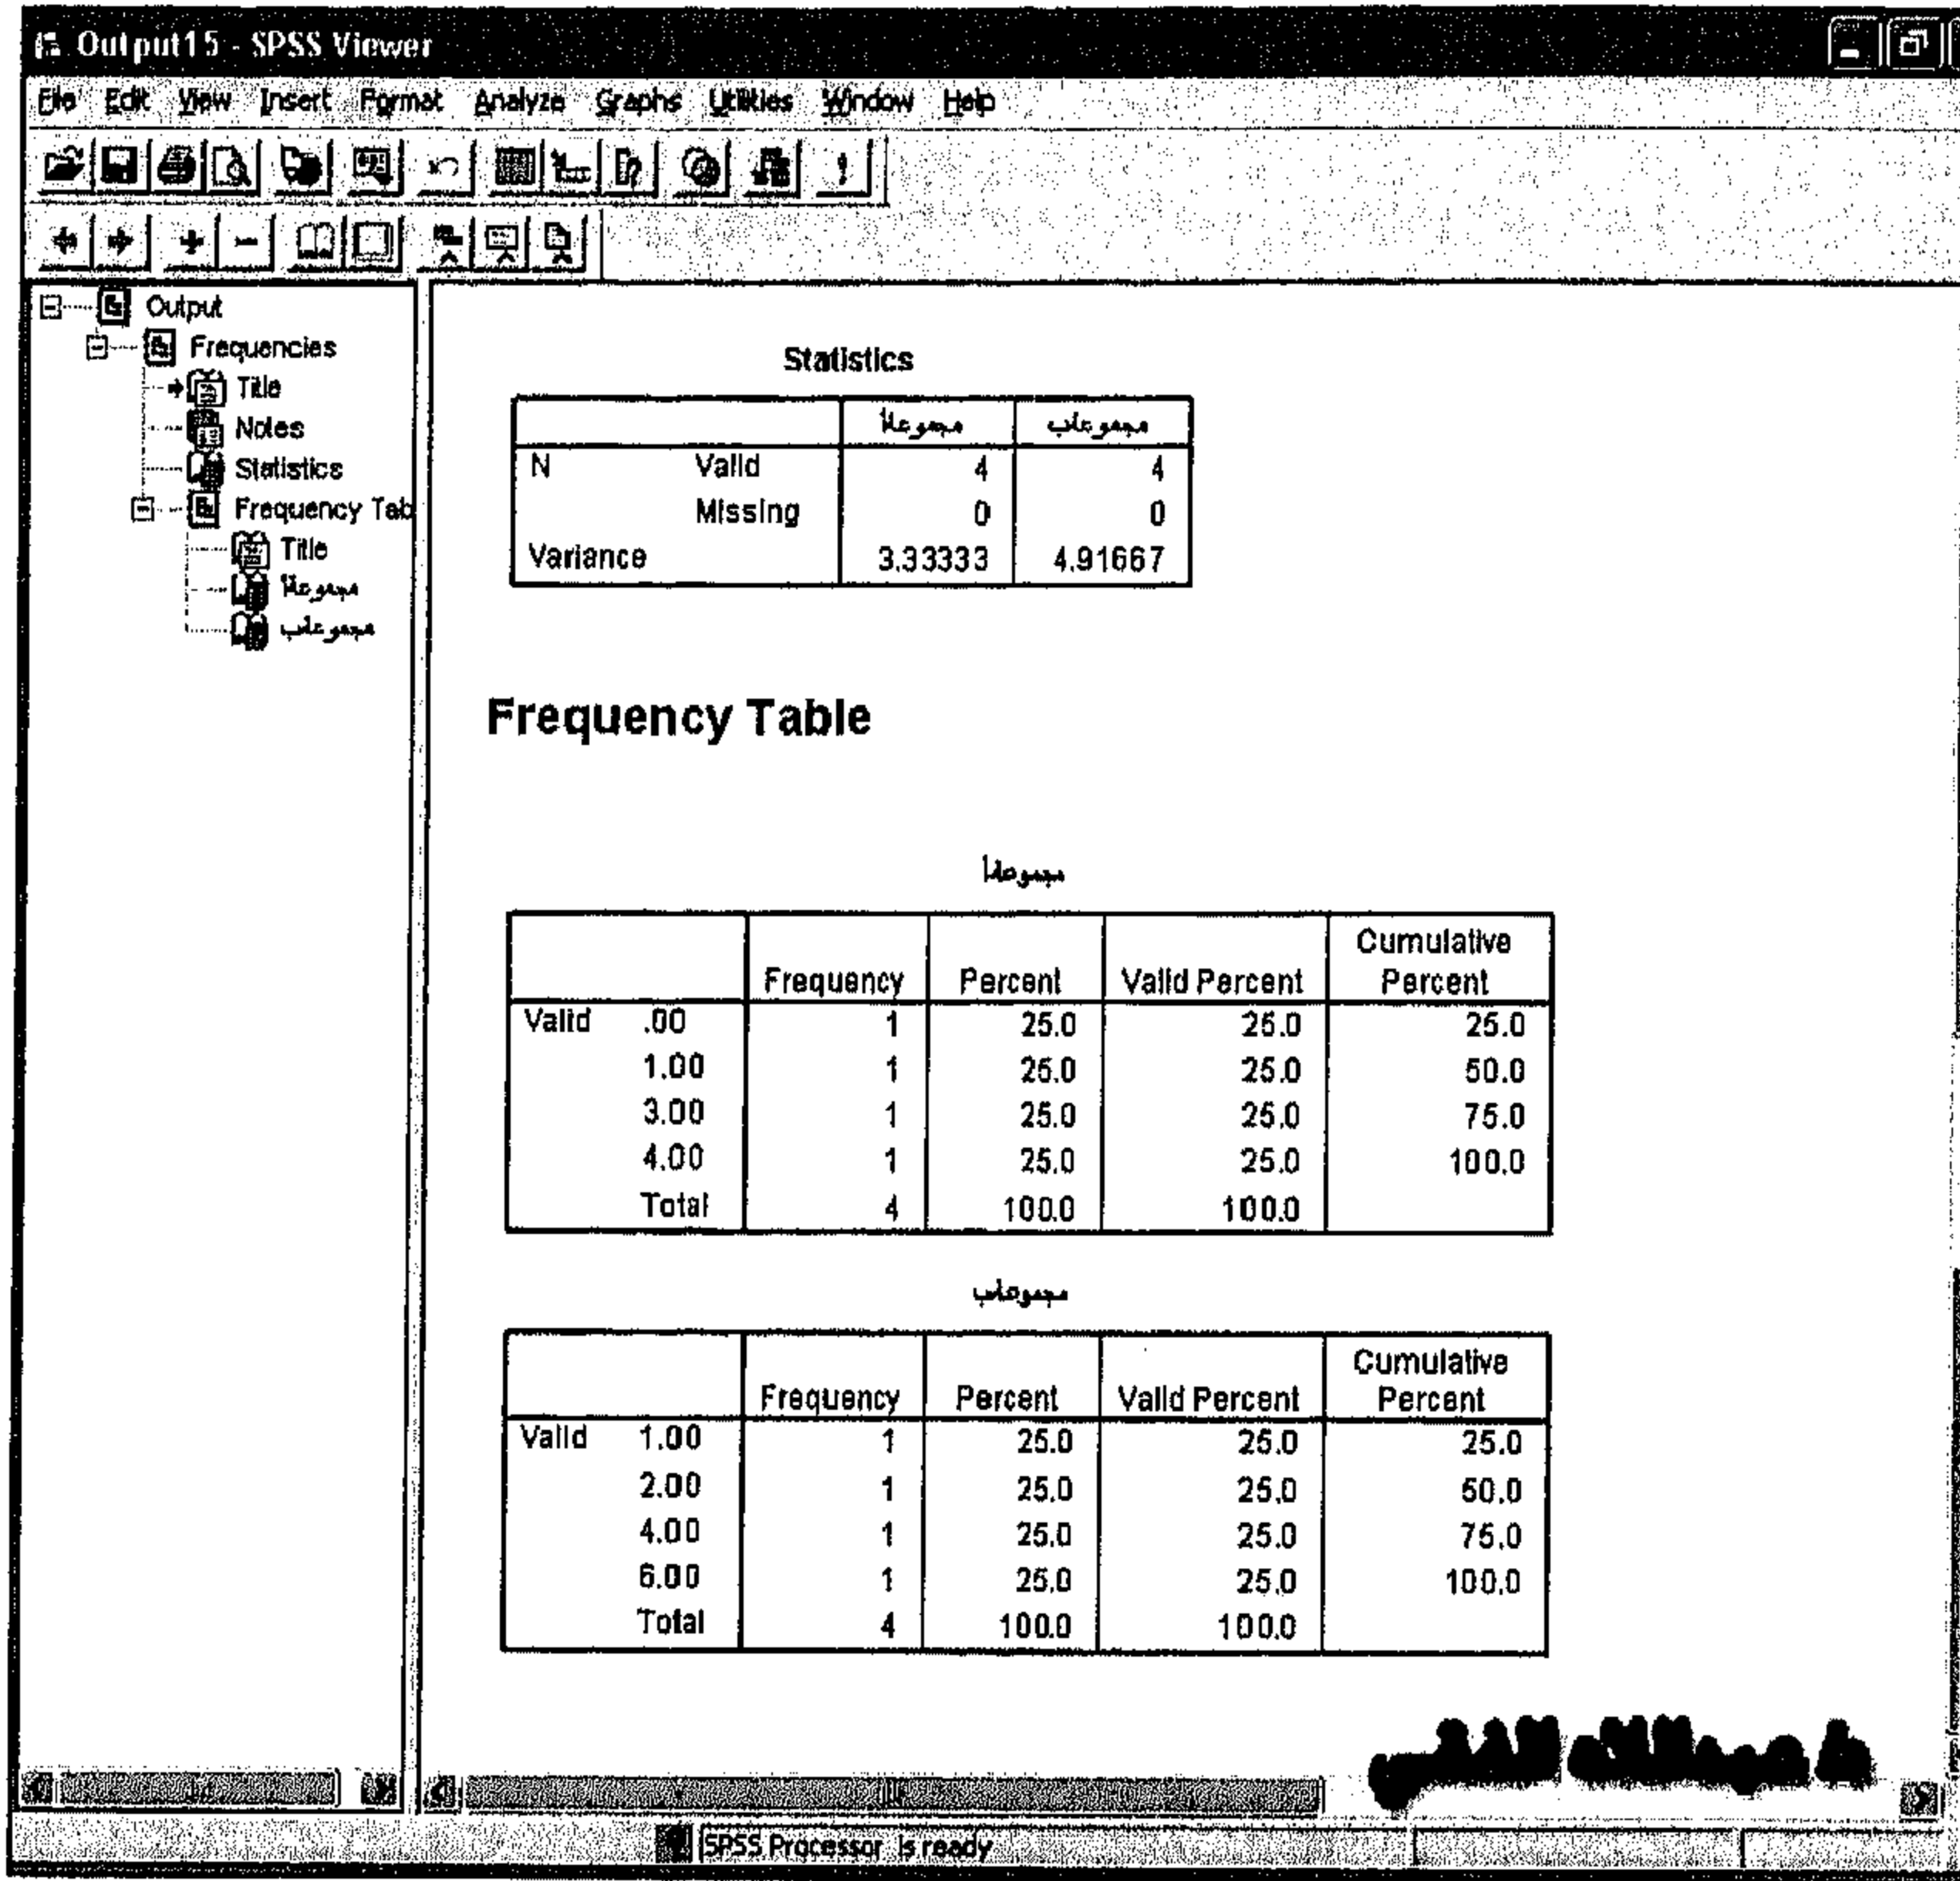 Output15 - SPSS Viewer
File Edit View Insert Format Analyze Graphs Utilities Window Help
Output
Frequencies
Title
Notes
Statistics
Frequency Tab
Title
مجموعةأ
مجموعةب
Statistics
مجموعةأ مجموعةب
N Valid 4 4
Missing 0 0
Variance 3.33333 4.91667
Frequency Table
مجموعةأ
Frequency Percent Valid Percent Cumulative Percent
Valid .00 1 25.0 25.0 25.0
1.00 1 25.0 25.0 50.0
3.00 1 25.0 25.0 75.0
4.00 1 25.0 25.0 100.0
Total 4 100.0 100.0
مجموعةب
Frequency Percent Valid Percent Cumulative Percent
Valid 1.00 1 25.0 25.0 25.0
2.00 1 25.0 25.0 50.0
4.00 1 25.0 25.0 75.0
6.00 1 25.0 25.0 100.0
Total 4 100.0 100.0
SPSS Processor is ready